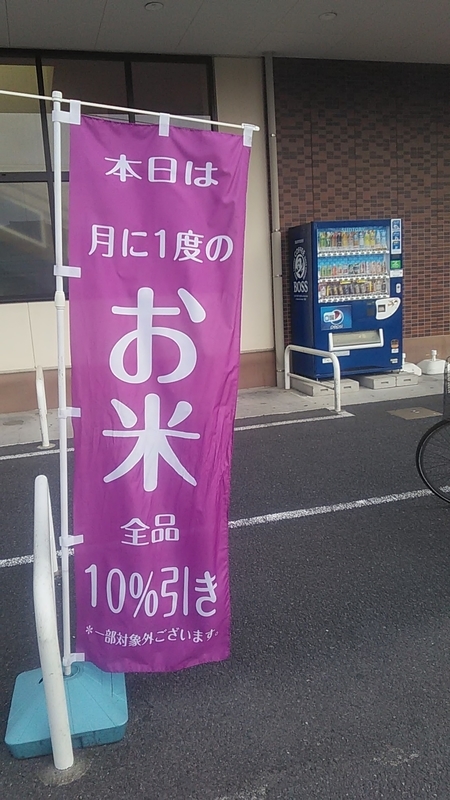 本日は
月に1度の
お米
全品
10%引き
*一部対象外ございます。
BOSS